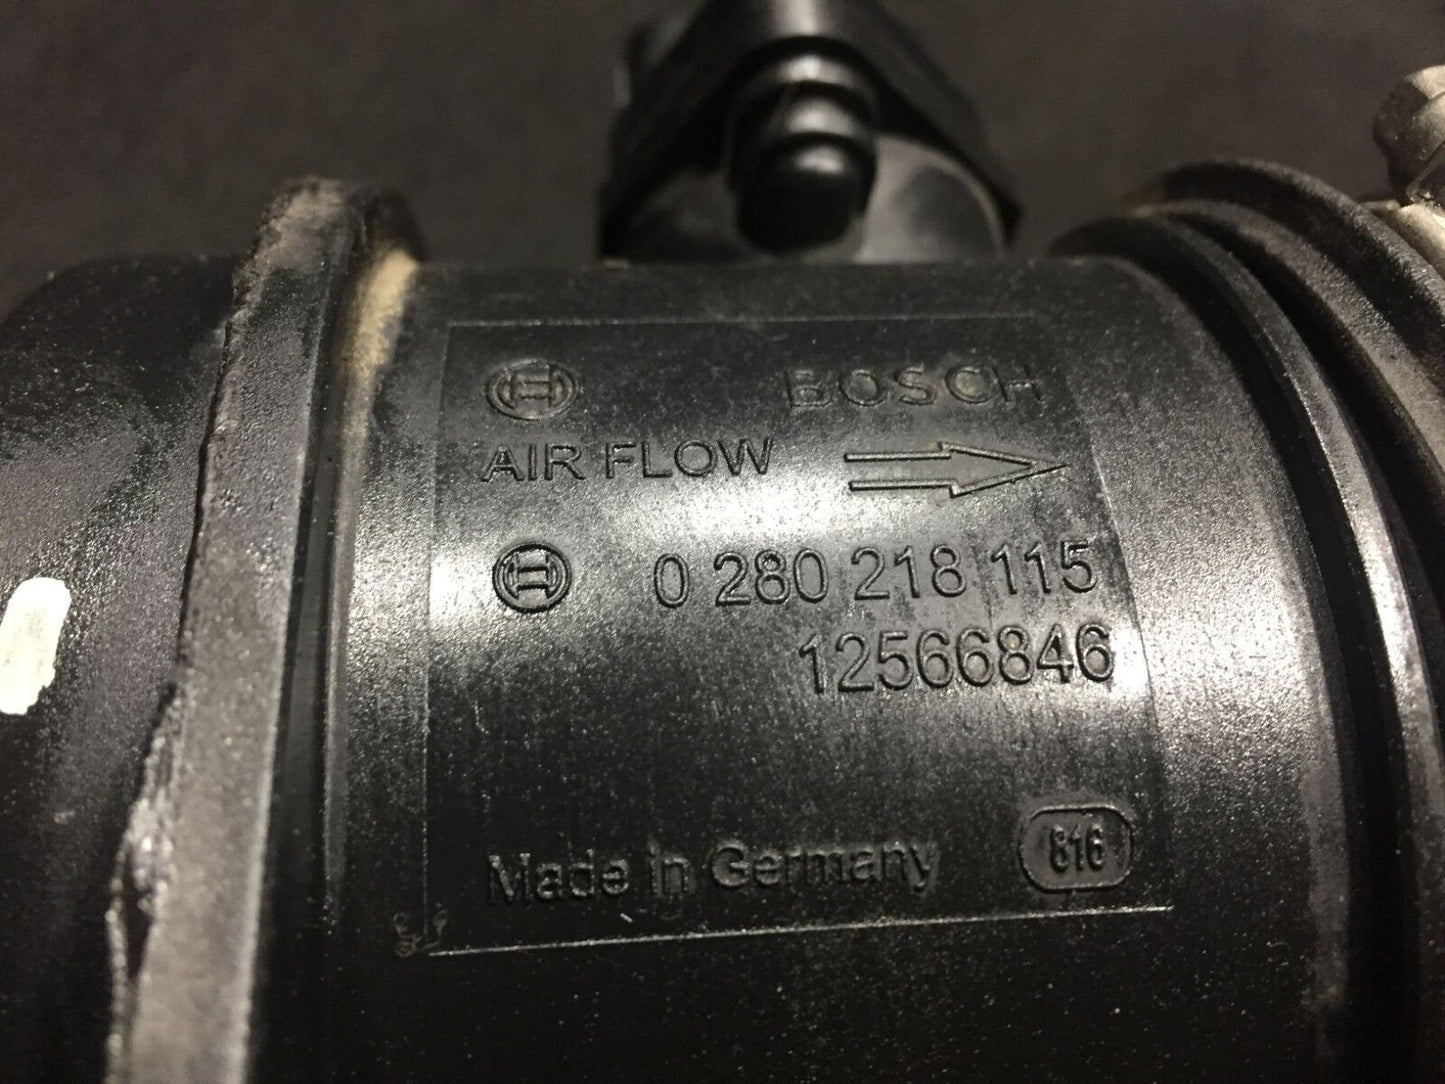 BOSCH
AIR FLOW
0 280 218 115
12566846
Made in Germany
816